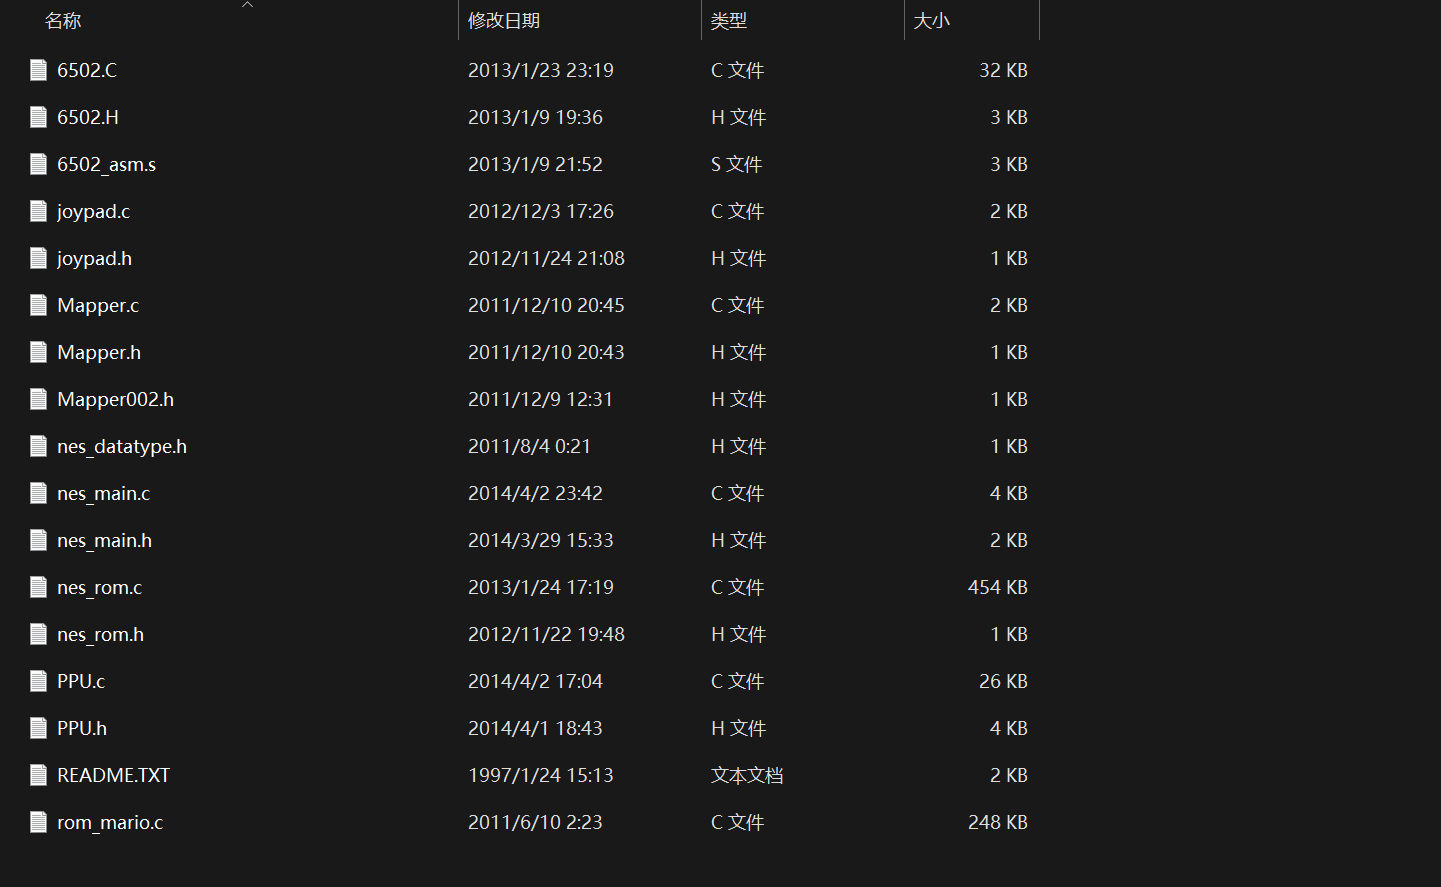 名称 修改日期 类型 大小
6502.C 2013/1/23 23:19 C 文件 32 KB
6502.H 2013/1/9 19:36 H 文件 3 KB
6502_asm.s 2013/1/9 21:52 S 文件 3 KB
joypad.c 2012/12/3 17:26 C 文件 2 KB
joypad.h 2012/11/24 21:08 H 文件 1 KB
Mapper.c 2011/12/10 20:45 C 文件 2 KB
Mapper.h 2011/12/10 20:43 H 文件 1 KB
Mapper002.h 2011/12/9 12:31 H 文件 1 KB
nes_datatype.h 2011/8/4 0:21 H 文件 1 KB
nes_main.c 2014/4/2 23:42 C 文件 4 KB
nes_main.h 2014/3/29 15:33 H 文件 2 KB
nes_rom.c 2013/1/24 17:19 C 文件 454 KB
nes_rom.h 2012/11/22 19:48 H 文件 1 KB
PPU.c 2014/4/2 17:04 C 文件 26 KB
PPU.h 2014/4/1 18:43 H 文件 4 KB
README.TXT 1997/1/24 15:13 文本文档 2 KB
rom_mario.c 2011/6/10 2:23 C 文件 248 KB